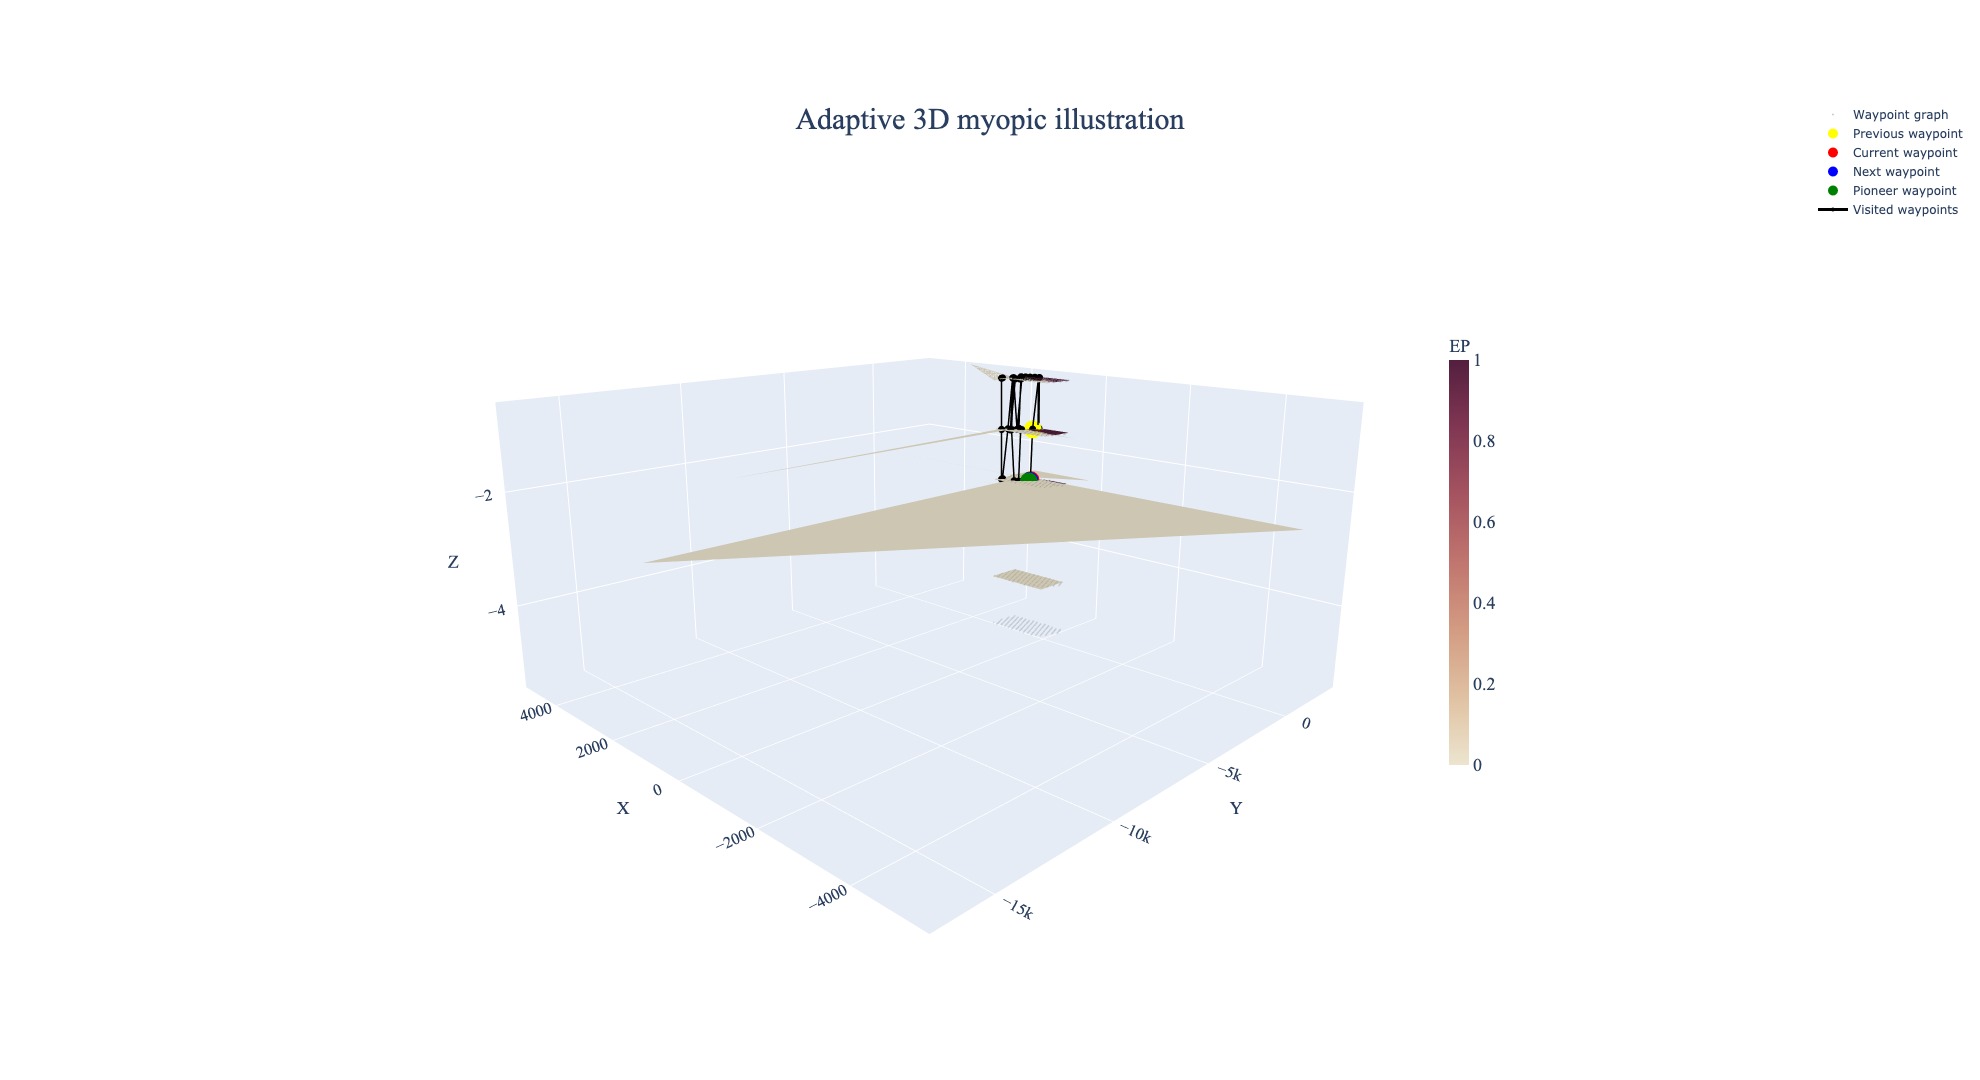 Adaptive 3D myopic illustration
Waypoint graph
Previous waypoint
Current waypoint
Next waypoint
Pioneer waypoint
Visited waypoints
EP
1
0.8
0.6
0.4
0.2
0
−2
−4
Z
4000
2000
0
−2000
−4000
X
0
−5k
−10k
−15k
Y